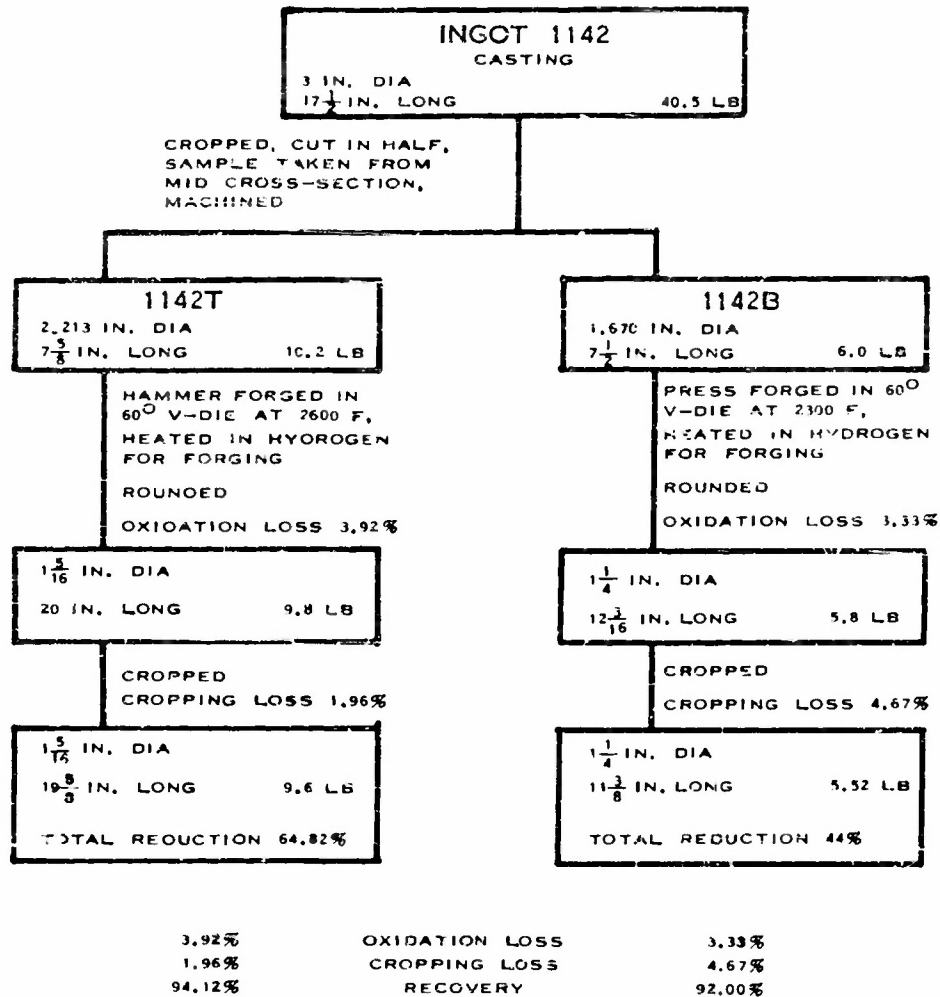 INGOT 1142
CASTING
3 IN. DIA
17 1/2 IN. LONG 40.5 LB
CROPPED, CUT IN HALF,
SAMPLE TAKEN FROM
MID CROSS-SECTION,
MACHINED
1142T
2.213 IN. DIA
7 5/8 IN. LONG 10.2 LB
HAMMER FORGED IN
60° V-DIE AT 2600 F,
HEATED IN HYOROGEN
FOR FORGING
ROUNOED
OXIOATION LOSS 3.92%
1 5/16 IN. DIA
20 IN. LONG 9.8 LB
CROPPED
CROPPING LOSS 1.96%
1 5/16 IN. DIA
19 5/8 IN. LONG 9.6 LB
TOTAL REOUCTION 64.82%
1142B
1.670 IN. DIA
7 1/2 IN. LONG 6.0 LB
PRESS FORGED IN 60°
V-DIE AT 2300 F,
HEATED IN HYDROGEN
FOR FORGING
ROUNDED
OXIDATION LOSS 3.33%
1 1/4 IN. DIA
12 3/16 IN. LONG 5.8 LB
CROPPED
CROPPING LOSS 4.67%
1 1/4 IN. DIA
11 3/8 IN. LONG 5.52 LB
TOTAL REDUCTION 44%
3.92% OXIDATION LOSS 3.33%
1.96% CROPPING LOSS 4.67%
94.12% RECOVERY 92.00%